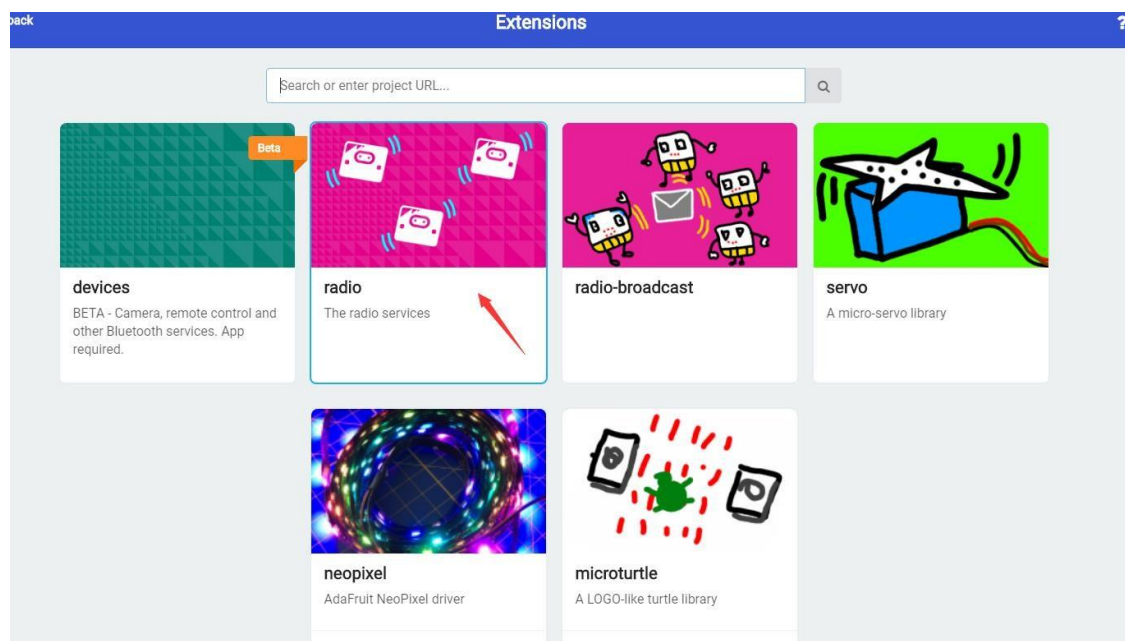 back
Extensions
?
Search or enter project URL...
Beta
devices
BETA - Camera, remote control and
other Bluetooth services. App
required.
radio
The radio services
radio-broadcast
servo
A micro-servo library
neopixel
AdaFruit NeoPixel driver
microturtle
A LOGO-like turtle library